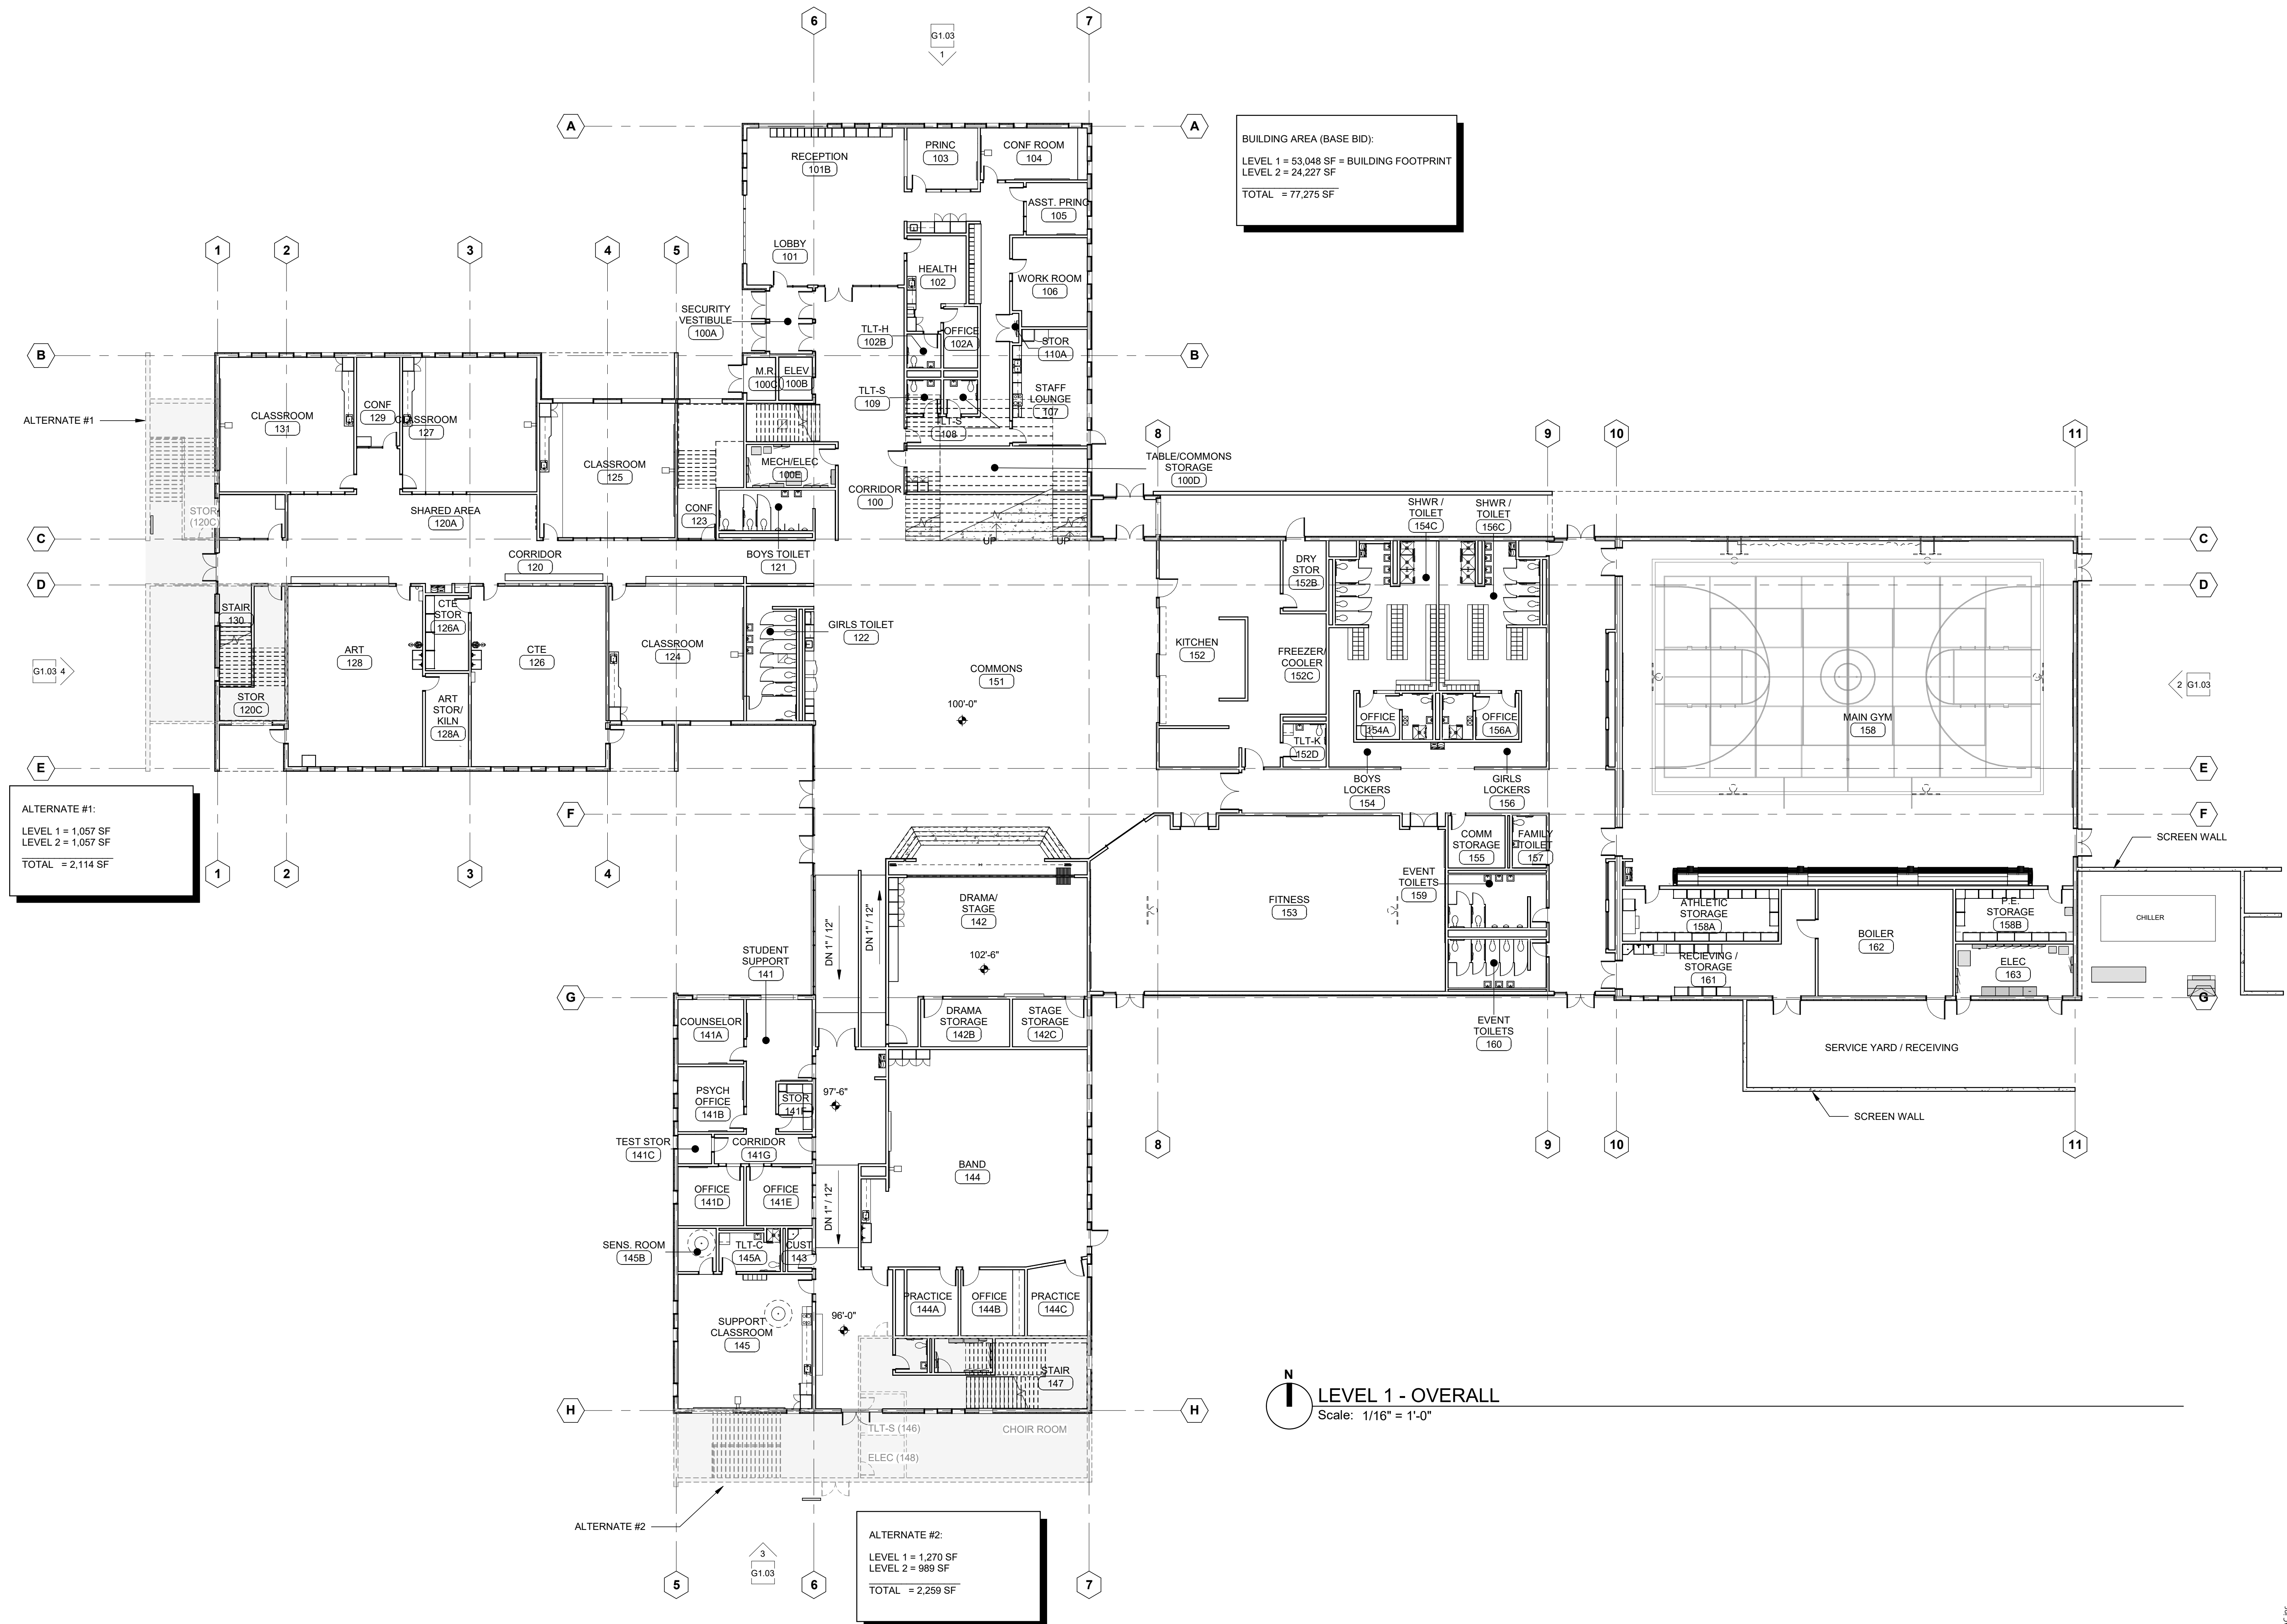 6
7
G1.03
1
A
A
BUILDING AREA (BASE BID):
LEVEL 1 = 53,048 SF = BUILDING FOOTPRINT
LEVEL 2 = 24,227 SF
TOTAL = 77,275 SF
RECEPTION
101B
PRINC
103
CONF ROOM
104
ASST. PRINC
105
LOBBY
101
HEALTH
102
WORK ROOM
106
1
2
3
4
5
SECURITY
VESTIBULE
100A
TLT-H
102B
OFFICE
102A
STOR
110A
B
B
M.R.
100C
ELEV
100B
TLT-S
109
STAFF
LOUNGE
107
TLT-S
108
ALTERNATE #1
CLASSROOM
131
CONF
129
CLASSROOM
127
CLASSROOM
125
MECH/ELEC
100E
TABLE/COMMONS
STORAGE
100D
8
9
10
11
CORRIDOR
100
STOR
(120C)
SHARED AREA
120A
CONF
123
SHWR /
TOILET
154C
SHWR /
TOILET
156C
UP
UP
C
C
CORRIDOR
120
BOYS TOILET
121
DRY
STOR
152B
D
D
STAIR
130
CTE
STOR
126A
GIRLS TOILET
122
ART
128
CTE
126
CLASSROOM
124
KITCHEN
152
FREEZER/
COOLER
152C
COMMONS
151
100'-0"
G1.03
4
2
G1.03
STOR
120C
ART
STOR/
KILN
128A
OFFICE
154A
OFFICE
156A
MAIN GYM
158
TLT-K
152D
E
E
BOYS
LOCKERS
154
GIRLS
LOCKERS
156
ALTERNATE #1:
LEVEL 1 = 1,057 SF
LEVEL 2 = 1,057 SF
TOTAL = 2,114 SF
F
F
COMM
STORAGE
155
FAMILY
TOILET
157
SCREEN WALL
1
2
3
4
EVENT
TOILETS
159
DRAMA/
STAGE
142
102'-6"
FITNESS
153
ATHLETIC
STORAGE
158A
P.E.
STORAGE
158B
CHILLER
DN 1" / 12"
DN 1" / 12"
STUDENT
SUPPORT
141
BOILER
162
RECIEVING /
STORAGE
161
ELEC
163
G
G
COUNSELOR
141A
DRAMA
STORAGE
142B
STAGE
STORAGE
142C
EVENT
TOILETS
160
SERVICE YARD / RECEIVING
PSYCH
OFFICE
141B
STOR
141F
97'-6"
SCREEN WALL
TEST STOR
141C
CORRIDOR
141G
8
9
10
11
BAND
144
OFFICE
141D
OFFICE
141E
DN 1" / 12"
SENS. ROOM
145B
TLT-C
145A
CUST
143
PRACTICE
144A
OFFICE
144B
PRACTICE
144C
SUPPORT
CLASSROOM
145
96'-0"
STAIR
147
N
LEVEL 1 - OVERALL
Scale: 1/16" = 1'-0"
H
H
TLT-S (146)
CHOIR ROOM
ELEC (148)
ALTERNATE #2
ALTERNATE #2:
LEVEL 1 = 1,270 SF
LEVEL 2 = 989 SF
TOTAL = 2,259 SF
3
G1.03
5
6
7